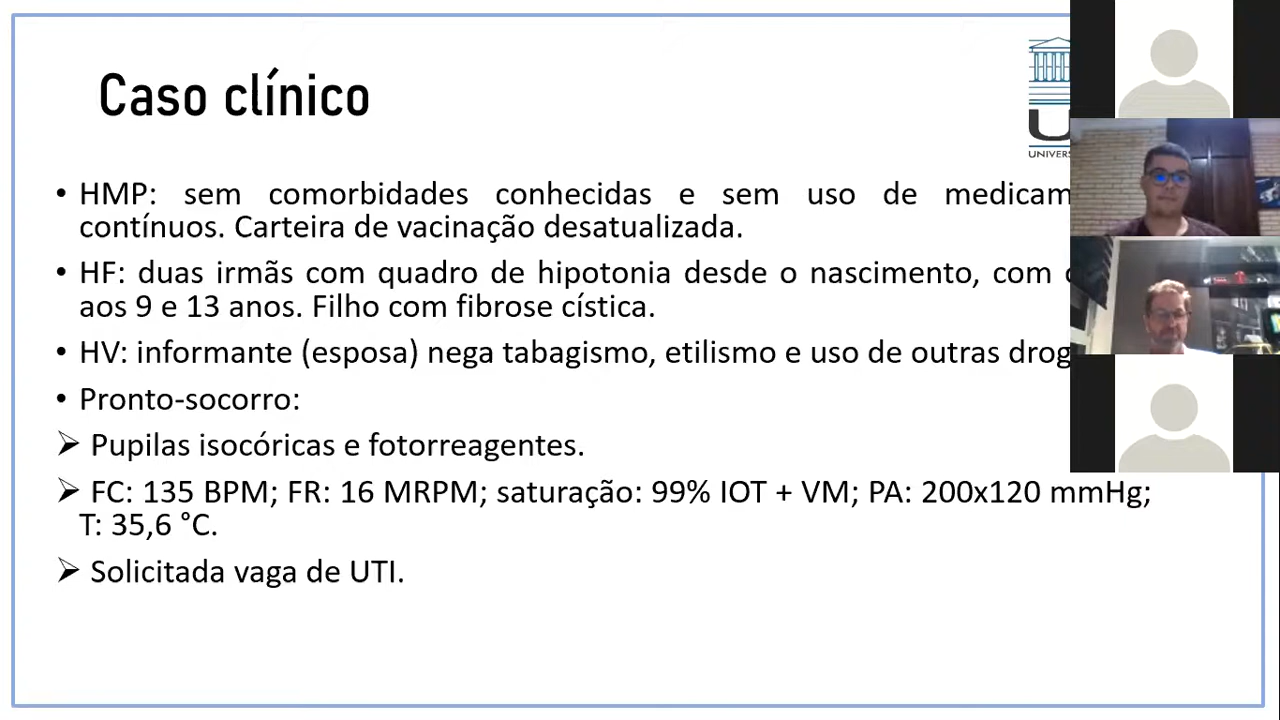 Caso clínico
U
UNIVERS
• HMP: sem comorbidades conhecidas e sem uso de medicam
contínuos. Carteira de vacinação desatualizada.
• HF: duas irmãs com quadro de hipotonia desde o nascimento, com
aos 9 e 13 anos. Filho com fibrose cística.
• HV: informante (esposa) nega tabagismo, etilismo e uso de outras drog
• Pronto-socorro:
➢ Pupilas isocóricas e fotorreagentes.
➢ FC: 135 BPM; FR: 16 MRPM; saturação: 99% IOT + VM; PA: 200x120 mmHg;
T: 35,6 °C.
➢ Solicitada vaga de UTI.